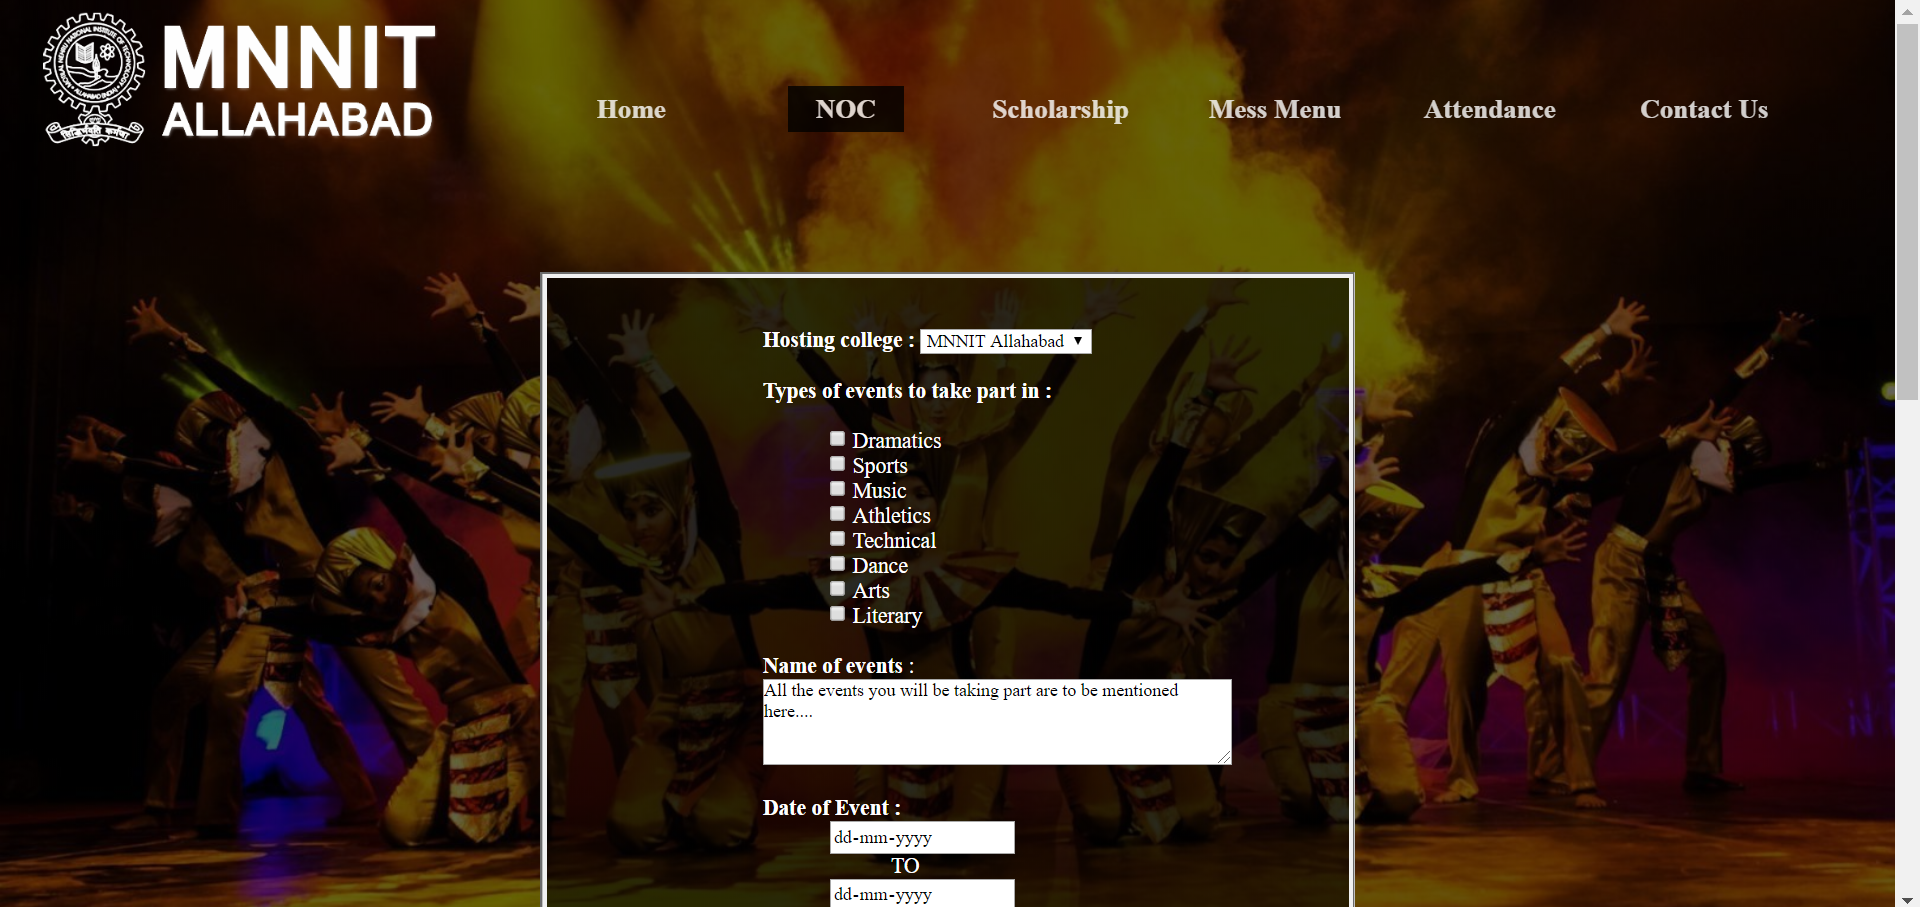 MNNIT
ALLAHABAD
Home
NOC
Scholarship
Mess Menu
Attendance
Contact Us
Hosting college : MNNIT Allahabad
Types of events to take part in :
Dramatics
Sports
Music
Athletics
Technical
Dance
Arts
Literary
Name of events :
All the events you will be taking part are to be mentioned
here....
Date of Event :
dd-mm-yyyy
TO
dd-mm-yyyy